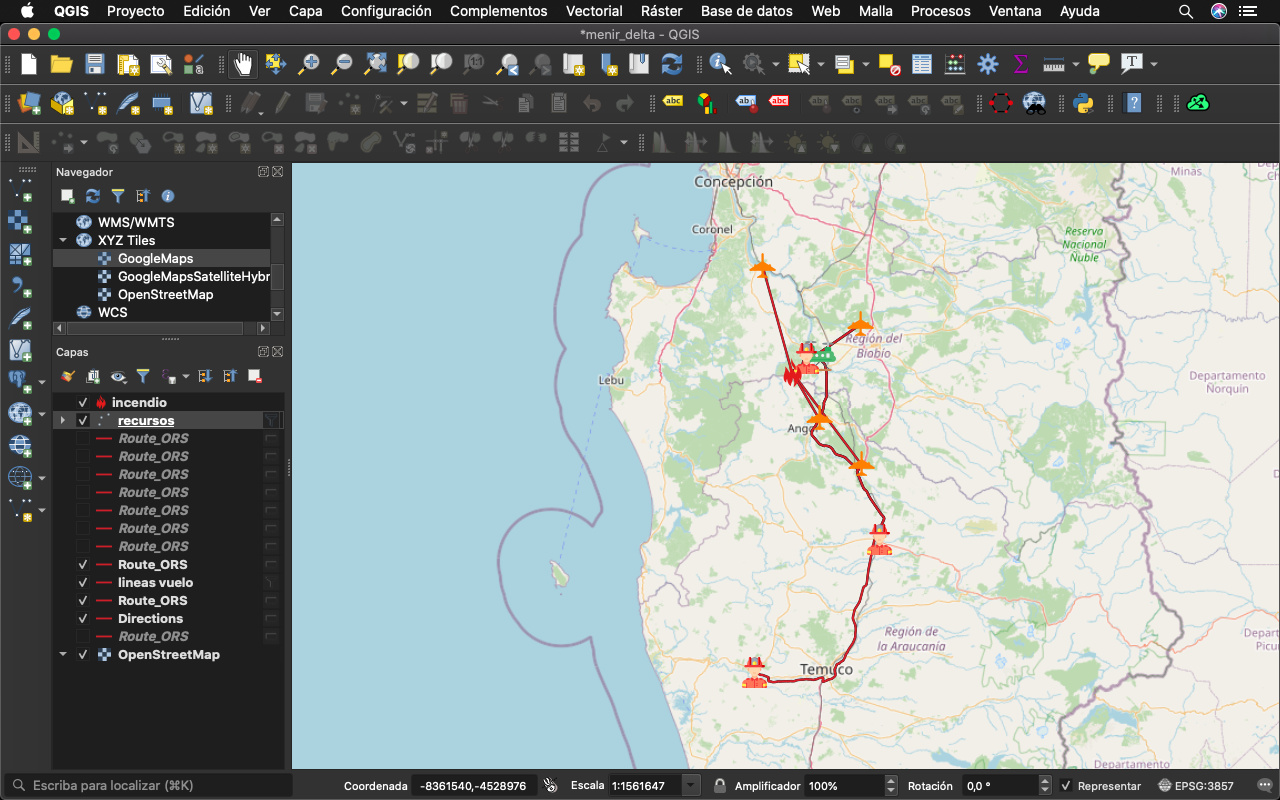 QGIS Proyecto Edición Ver Capa Configuración Complementos Vectorial Ráster Base de datos Web Malla Procesos Ventana Ayuda
*menir_delta - QGIS
Navegador
WMS/WMTS
XYZ Tiles
GoogleMaps
GoogleMapsSatelliteHybr
OpenStreetMap
WCS
Capas
incendio
recursos
Route_ORS
Route_ORS
Route_ORS
Route_ORS
Route_ORS
Route_ORS
Route_ORS
Route_ORS
lineas vuelo
Route_ORS
Directions
Route_ORS
OpenStreetMap
Minas
Concepción
Coronel
Reserva
Nacional
Ñuble
Región del
Biobío
Lebu
Departamento
Ñorquín
Ango
Región de
la Araucanía
Departa
Picu
Temuco
Departamento
Escriba para localizar (⌘K)
Coordenada -8361540,-4528976 Escala 1:1561647 Amplificador 100% Rotación 0,0 ° Representar EPSG:3857